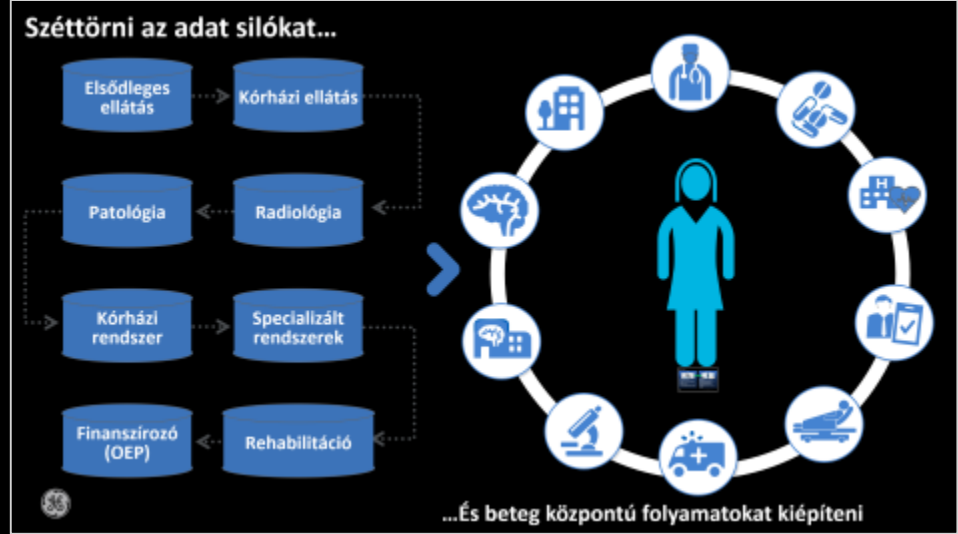 Széttörni az adat silókat...
Elsődleges
ellátás
Kórházi ellátás
Patológia
Radiológia
Kórházi
rendszer
Specializált
rendszerek
Finanszírozó
(OEP)
Rehabilitáció
H
...És beteg központú folyamatokat kiépíteni